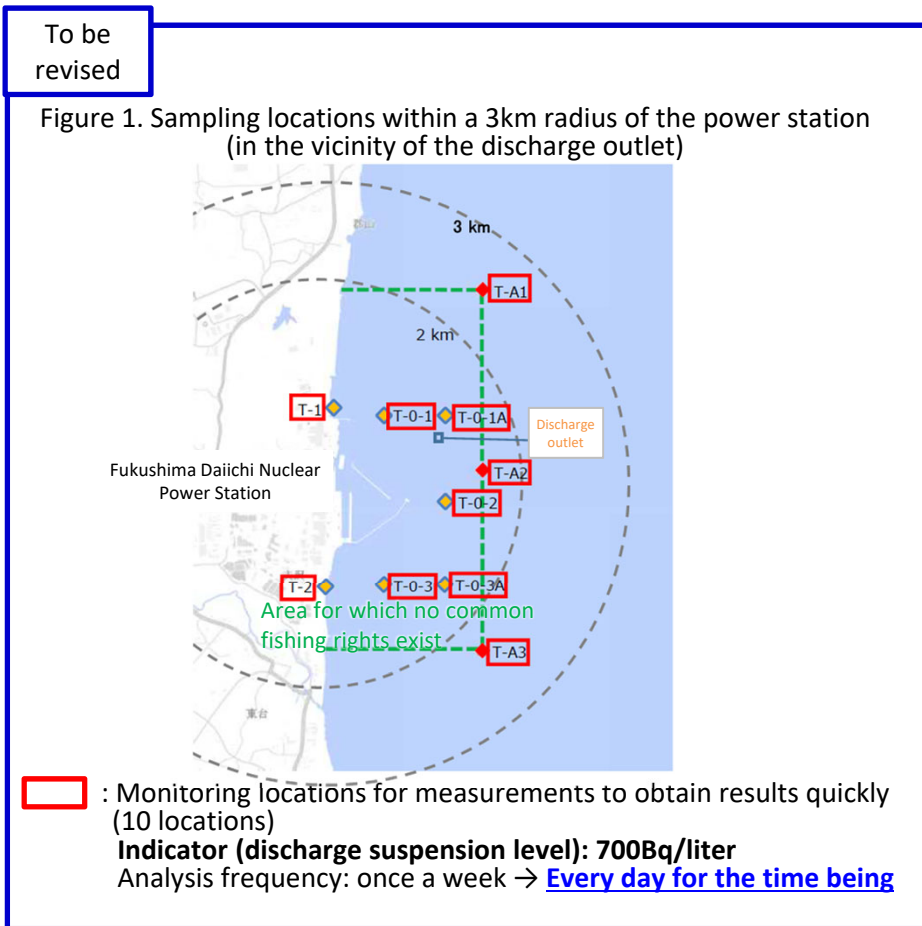 To be
revised
Figure 1. Sampling locations within a 3km radius of the power station
(in the vicinity of the discharge outlet)
3 km
T-A1
2 km
T-1
T-0-1
T-0-1A
Discharge
outlet
Fukushima Daiichi Nuclear
Power Station
T-A2
T-0-2
T-2
T-0-3
T-0-3A
Area for which no common
fishing rights exist
T-A3
東台
: Monitoring locations for measurements to obtain results quickly
(10 locations)
Indicator (discharge suspension level): 700Bq/liter
Analysis frequency: once a week → Every day for the time being